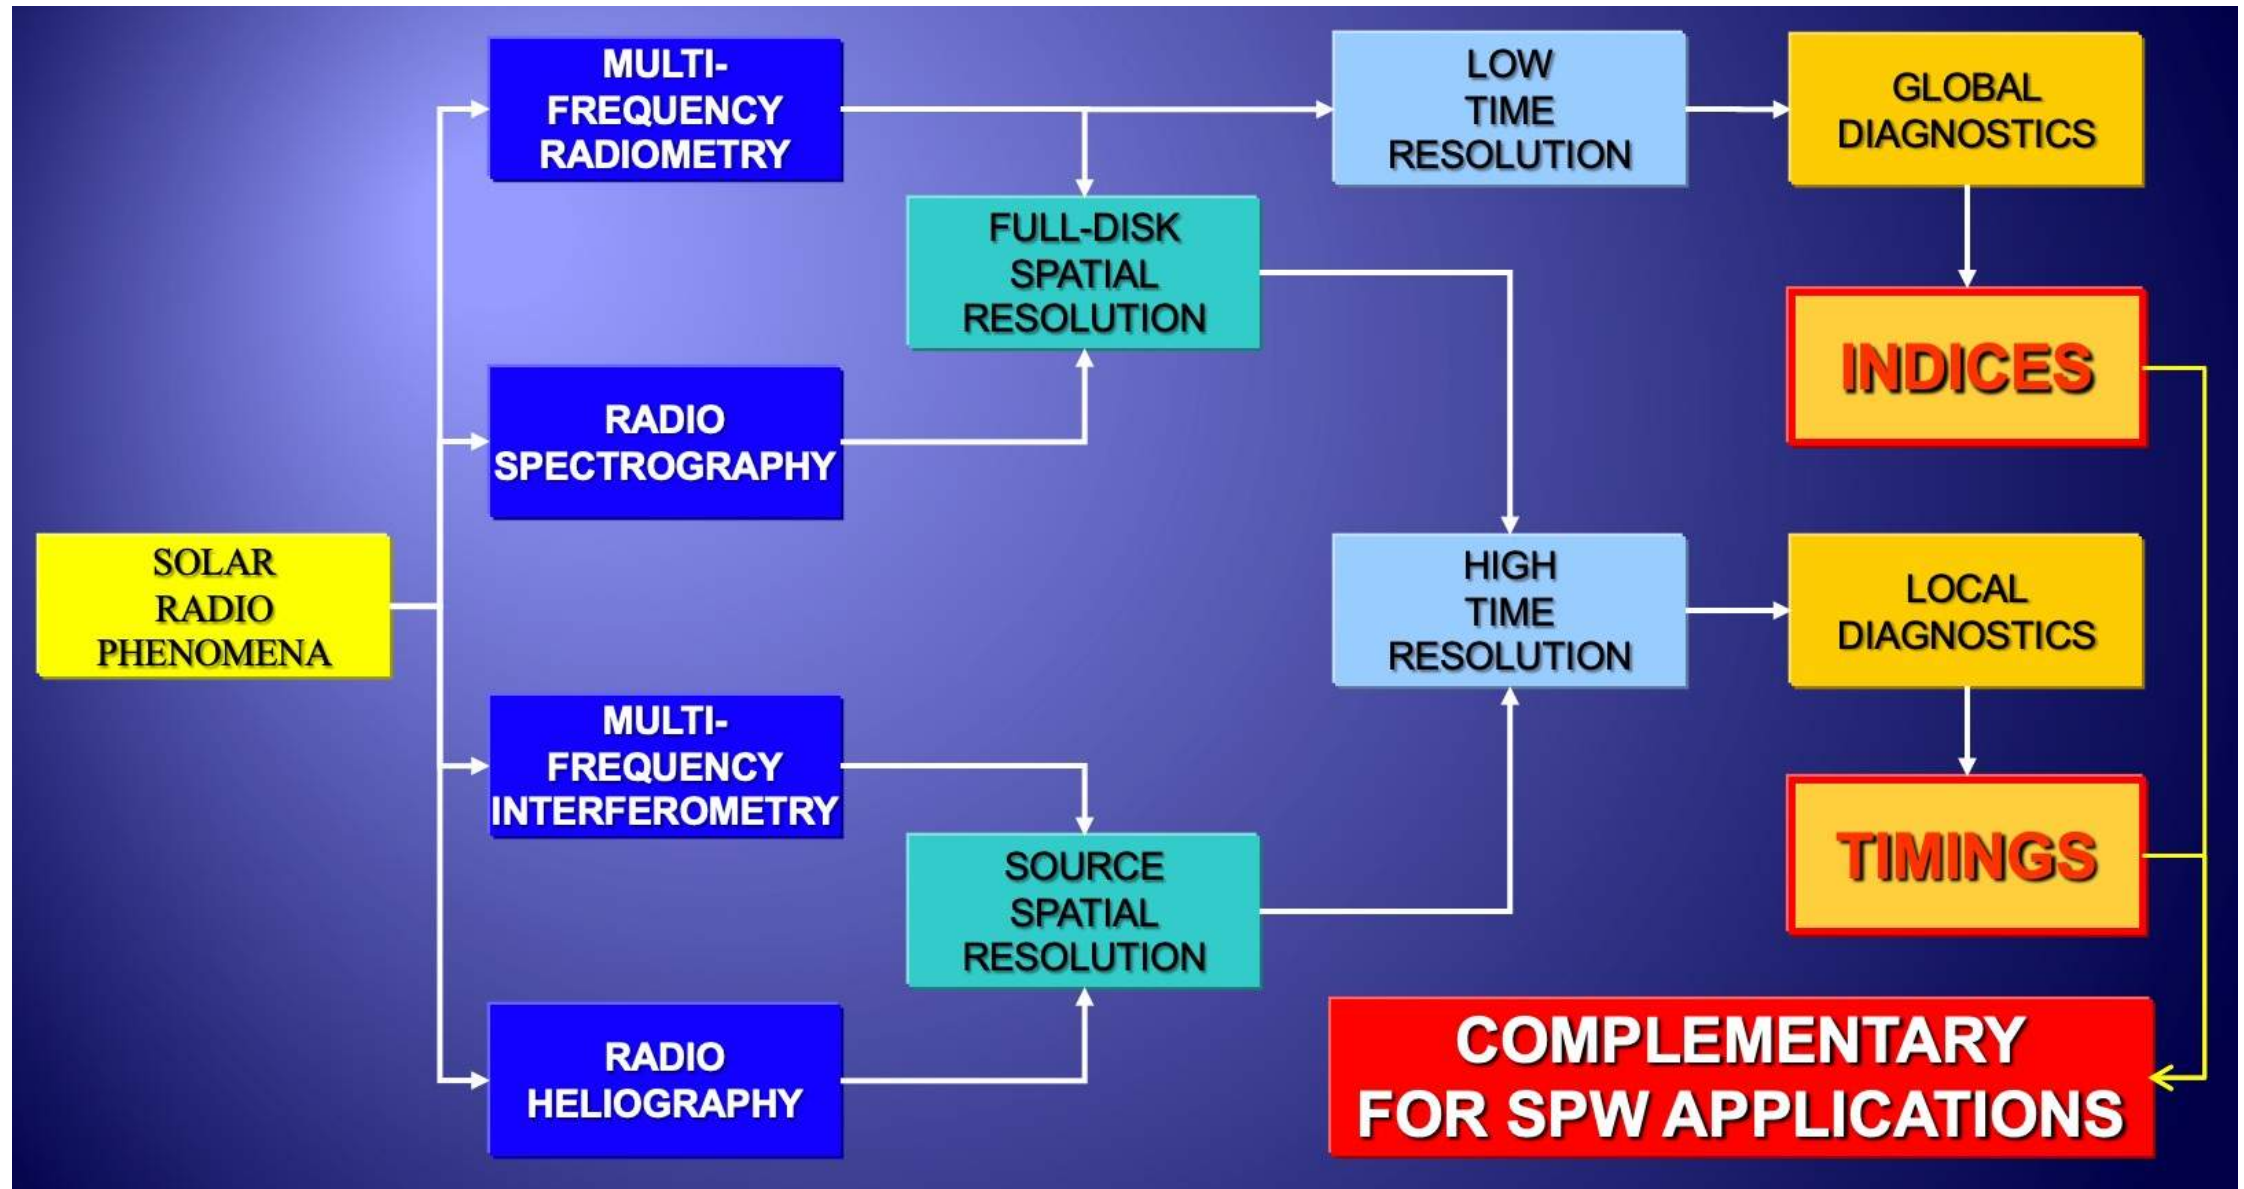 MULTI-
FREQUENCY
RADIOMETRY
LOW
TIME
RESOLUTION
GLOBAL
DIAGNOSTICS
FULL-DISK
SPATIAL
RESOLUTION
INDICES
RADIO
SPECTROGRAPHY
SOLAR
RADIO
PHENOMENA
HIGH
TIME
RESOLUTION
LOCAL
DIAGNOSTICS
MULTI-
FREQUENCY
INTERFEROMETRY
TIMINGS
SOURCE
SPATIAL
RESOLUTION
RADIO
HELIOGRAPHY
COMPLEMENTARY
FOR SPW APPLICATIONS